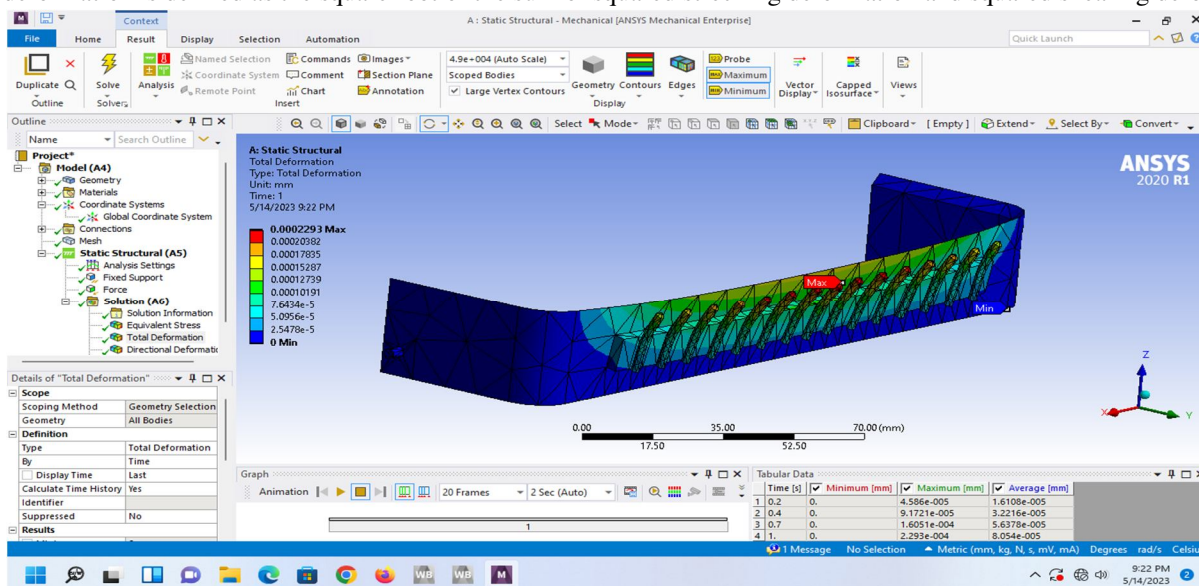 A : Static Structural - Mechanical [ANSYS Mechanical Enterprise]
Context
File Home Result Display Selection Automation
Quick Launch
Duplicate
Solve
Analysis
Named Selection
Coordinate System
Remote Point
Commands
Comment
Chart
Images
Section Plane
Annotation
4.9e+004 (Auto Scale)
Scoped Bodies
Large Vertex Contours
Geometry Contours Edges
Probe
Maximum
Minimum
Vector Display
Capped Isosurface
Views
Outline Solver Insert Display
Outline
Name Search Outline
Select Mode Clipboard [ Empty ] Extend Select By Convert
Project*
Model (A4)
Geometry
Materials
Coordinate Systems
Global Coordinate System
Connections
Mesh
Static Structural (A5)
Analysis Settings
Fixed Support
Force
Solution (A6)
Solution Information
Equivalent Stress
Total Deformation
Directional Deformatic
A: Static Structural
Total Deformation
Type: Total Deformation
Unit: mm
Time: 1
5/14/2023 9:22 PM
0.0002293 Max
0.00020382
0.00017835
0.00015287
0.00012739
0.00010191
7.6434e-5
5.0956e-5
2.5478e-5
0 Min
ANSYS
2020 R1
Max
Min
Z
X
Y
0.00 35.00 70.00 (mm)
17.50 52.50
Details of "Total Deformation"
Scope
Scoping Method Geometry Selection
Geometry All Bodies
Definition
Type Total Deformation
By Time
Display Time Last
Calculate Time History Yes
Identifier
Suppressed No
Results
Graph
Animation 20 Frames 2 Sec (Auto)
1
Tabular Data
Time [s] Minimum [mm] Maximum [mm] Average [mm]
1 0.2 0. 4.586e-005 1.6108e-005
2 0.4 0. 9.1721e-005 3.2216e-005
3 0.7 0. 1.6051e-004 5.6378e-005
4 1. 0. 2.293e-004 8.054e-005
1 Message No Selection Metric (mm, kg, N, s, mV, mA) Degrees rad/s Celsiu
WB WB M
9:22 PM
5/14/2023
2